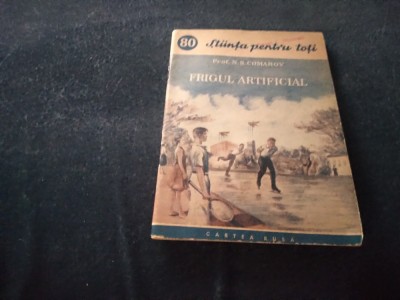 80 Știința pentru toți
Prof. N. S. COMAROV
FRIGUL ARTIFICIAL
CARTEA RUSĂ